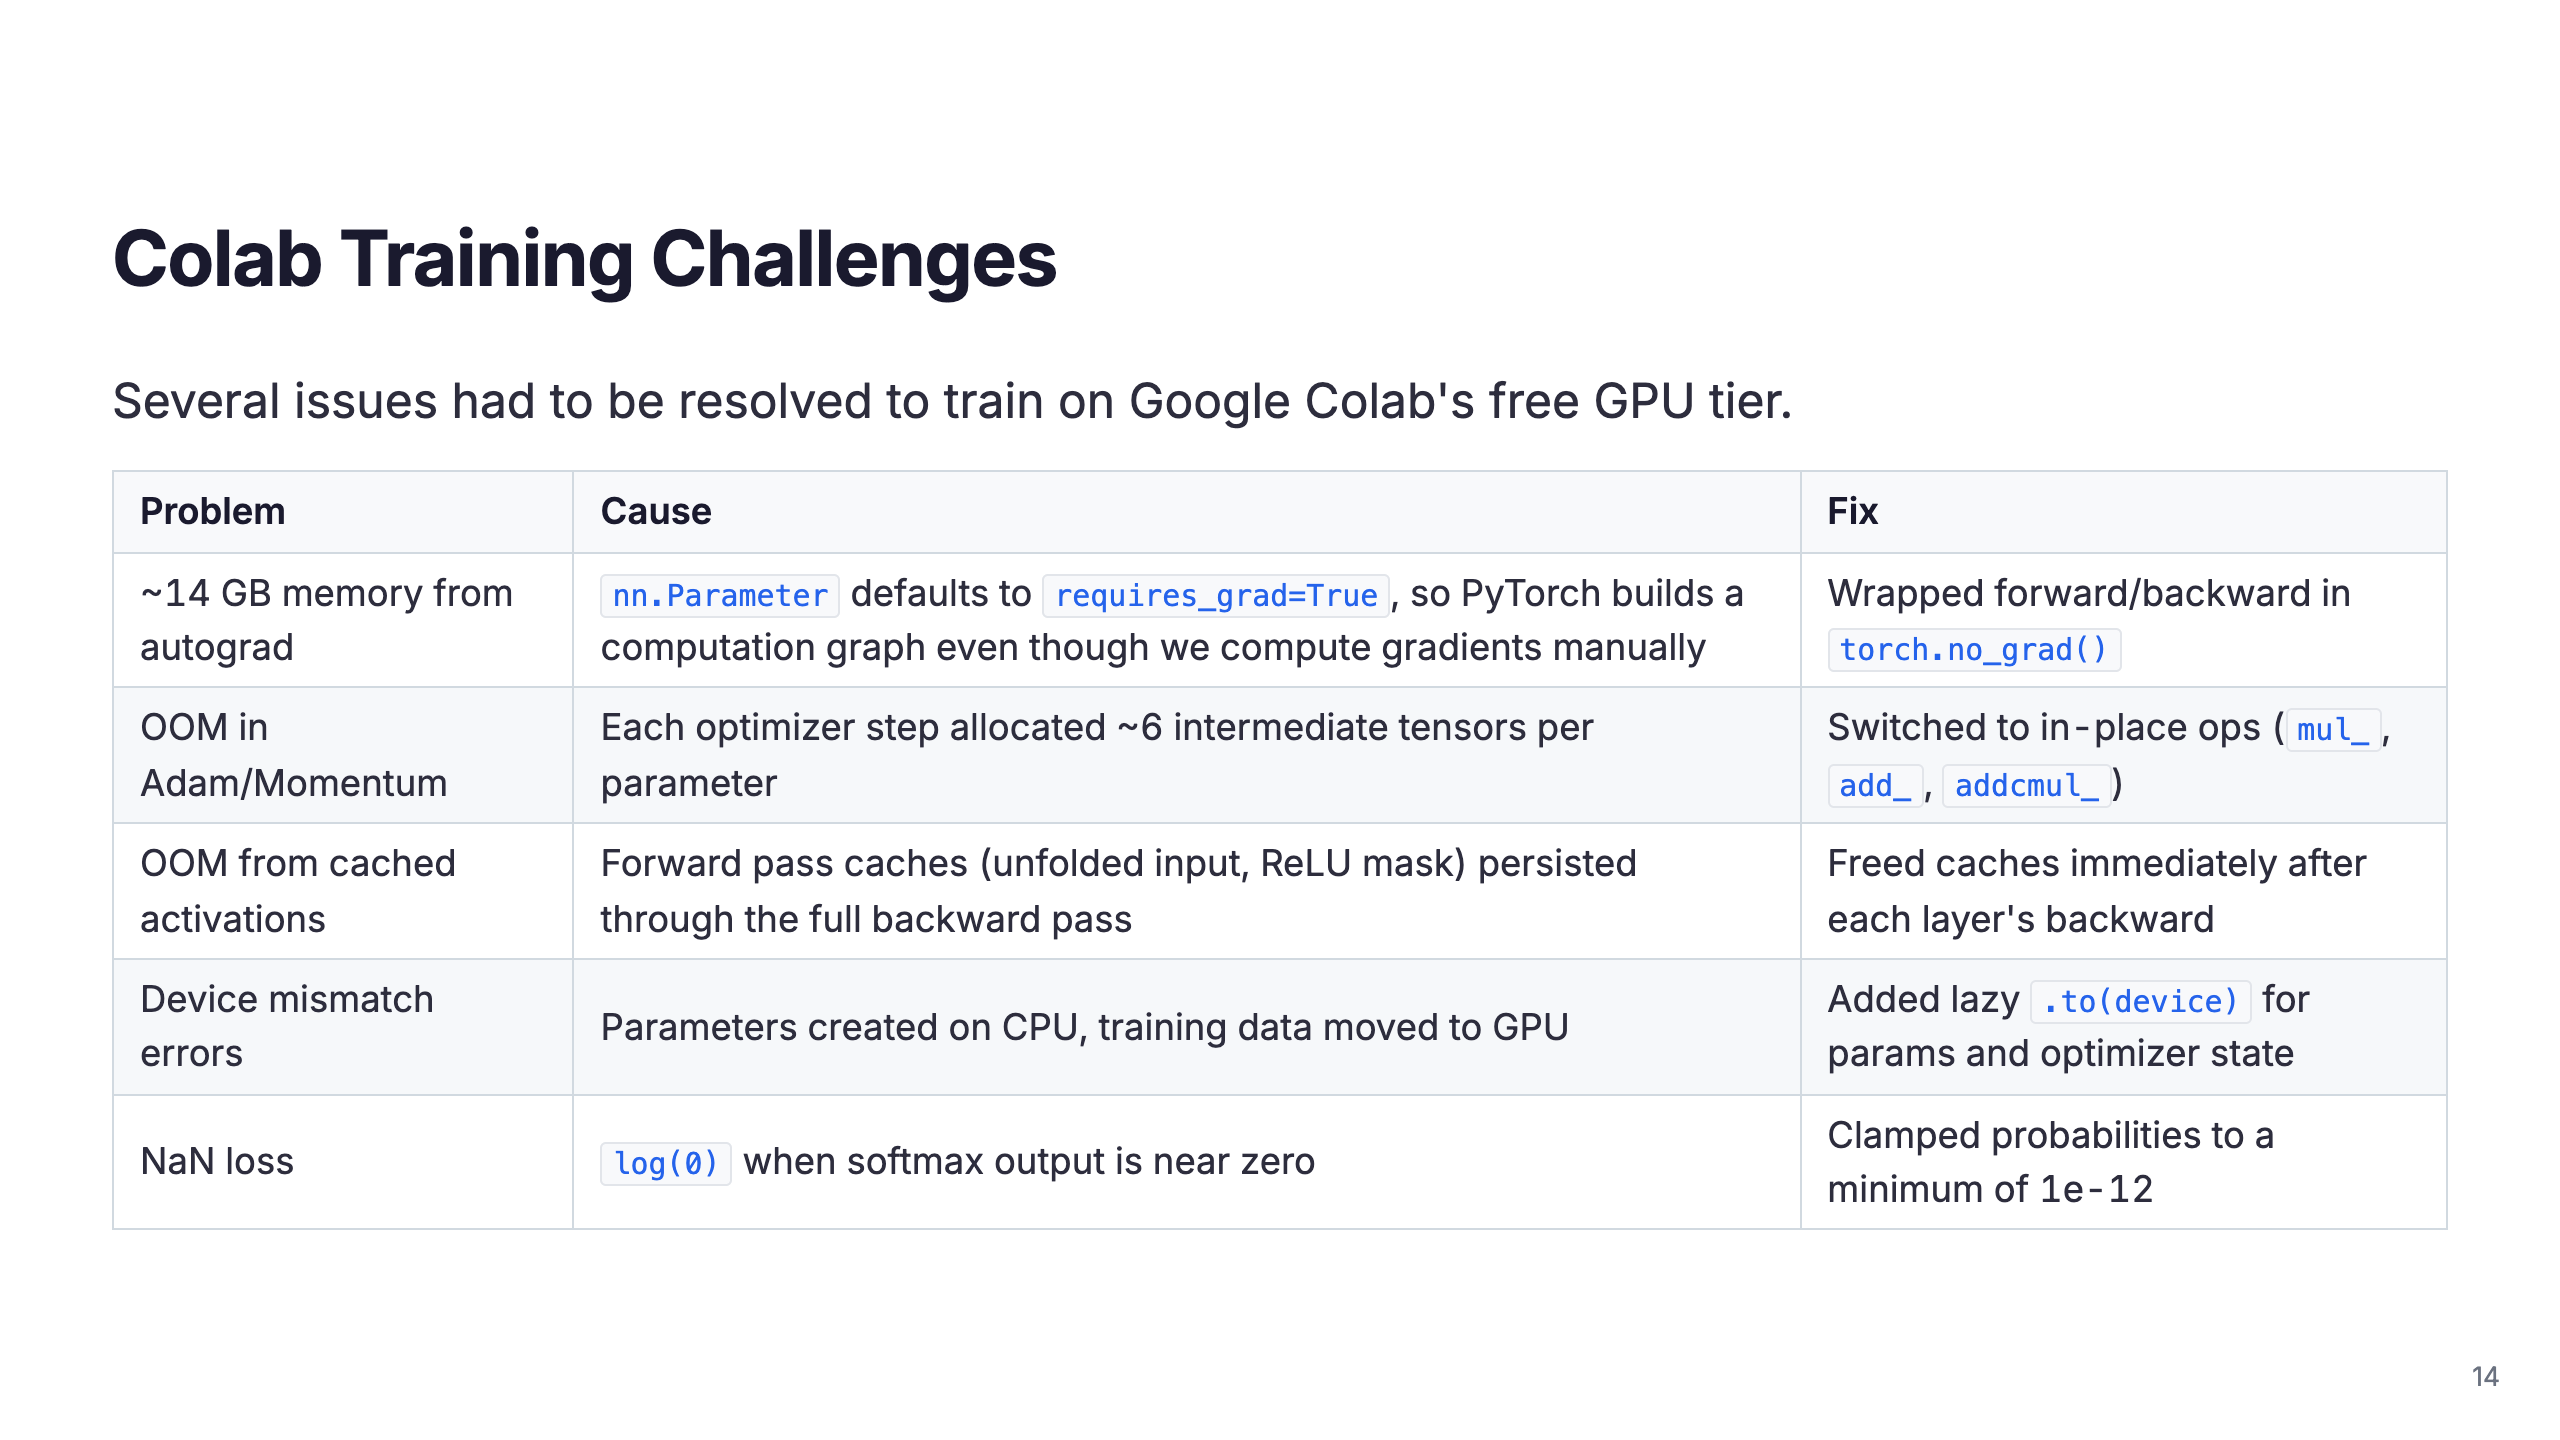 Colab Training Challenges
Several issues had to be resolved to train on Google Colab's free GPU tier.
Problem
Cause
Fix
~14 GB memory from
autograd
nn.Parameter defaults to requires_grad=True, so PyTorch builds a
computation graph even though we compute gradients manually
Wrapped forward/backward in
torch.no_grad()
OOM in
Adam/Momentum
Each optimizer step allocated ~6 intermediate tensors per
parameter
Switched to in-place ops (mul_,
add_, addcmul_)
OOM from cached
activations
Forward pass caches (unfolded input, ReLU mask) persisted
through the full backward pass
Freed caches immediately after
each layer's backward
Device mismatch
errors
Parameters created on CPU, training data moved to GPU
Added lazy .to(device) for
params and optimizer state
NaN loss
log(0) when softmax output is near zero
Clamped probabilities to a
minimum of 1e-12
14